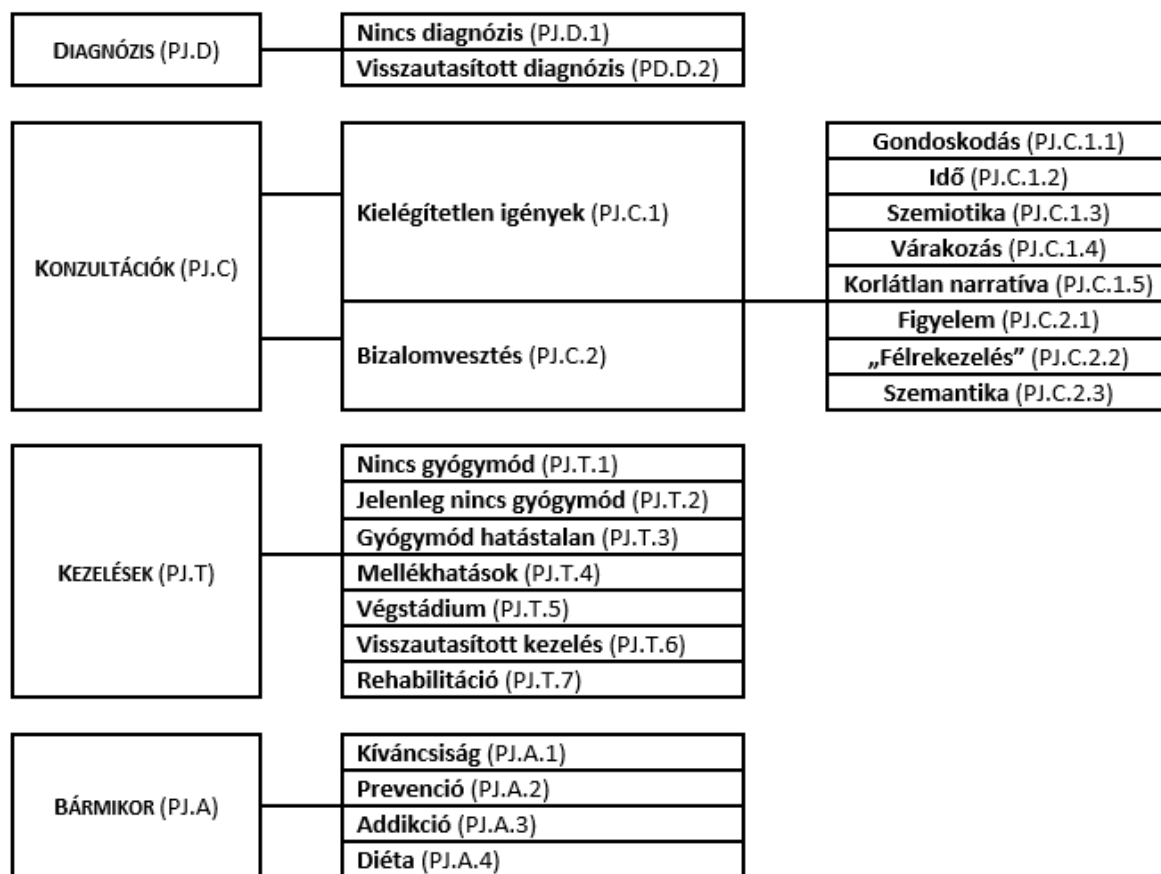 DIAGNÓZIS (PJ.D)
Nincs diagnózis (PJ.D.1)
Visszautasított diagnózis (PD.D.2)
KONZULTÁCIÓK (PJ.C)
Kielégítetlen igények (PJ.C.1)
Bizalomvesztés (PJ.C.2)
Gondoskodás (PJ.C.1.1)
Idő (PJ.C.1.2)
Szemiotika (PJ.C.1.3)
Várakozás (PJ.C.1.4)
Korlátlan narratíva (PJ.C.1.5)
Figyelem (PJ.C.2.1)
„Félrekezelés” (PJ.C.2.2)
Szemantika (PJ.C.2.3)
KEZELÉSEK (PJ.T)
Nincs gyógymód (PJ.T.1)
Jelenleg nincs gyógymód (PJ.T.2)
Gyógymód hatástalan (PJ.T.3)
Mellékhatások (PJ.T.4)
Végstádium (PJ.T.5)
Visszautasított kezelés (PJ.T.6)
Rehabilitáció (PJ.T.7)
BÁRMIKOR (PJ.A)
Kíváncsiság (PJ.A.1)
Prevenció (PJ.A.2)
Addikció (PJ.A.3)
Diéta (PJ.A.4)